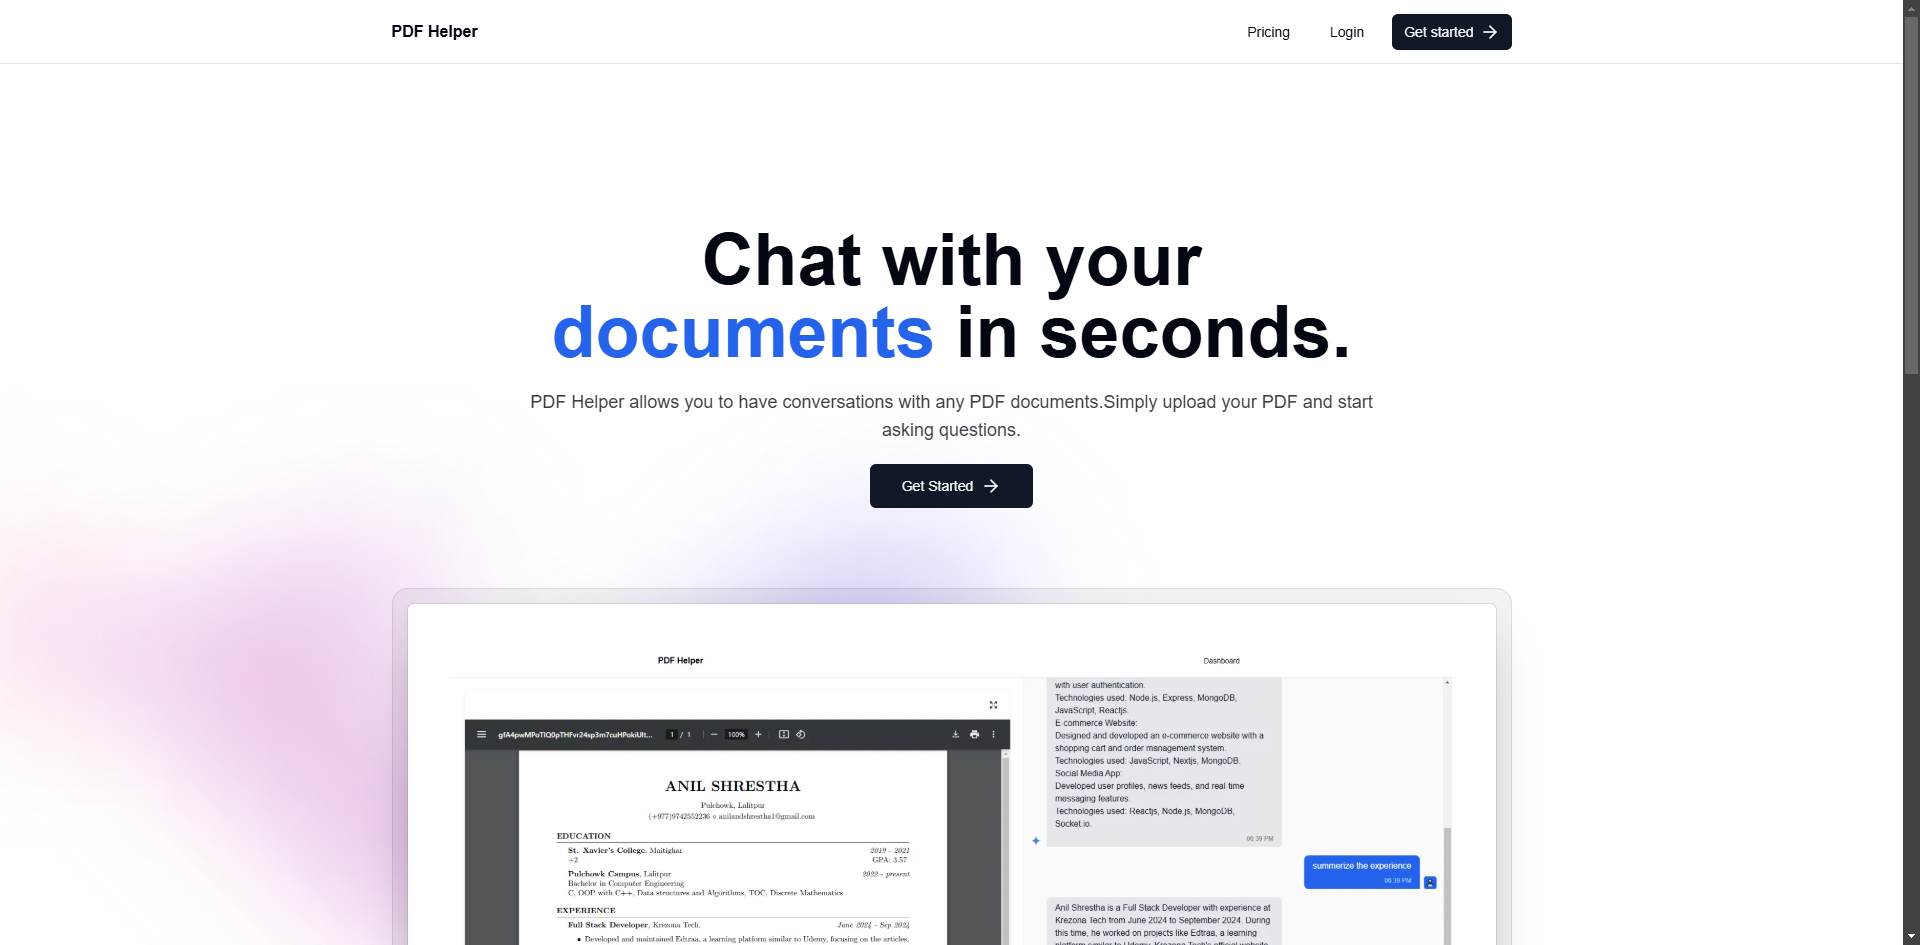 PDF Helper
Pricing
Login
Get started
Chat with your
documents in seconds.
PDF Helper allows you to have conversations with any PDF documents.Simply upload your PDF and start
asking questions.
Get Started
PDF Helper
Dashboard
1 / 1
100%
ANIL SHRESTHA
Pulchowk, Lalitpur
(+977)9742552236 ⋄ anilandshrestha1@gmail.com
EDUCATION
St. Xavier's College, Maitighar 2019 - 2021
+2 GPA: 3.57
Pulchowk Campus, Lalitpur 2022 - present
Bachelor in Computer Engineering
C, OOP with C++, Data structures and Algorithms, TOC, Discrete Mathematics
EXPERIENCE
Full Stack Developer, Krezona Tech. June 2024 - Sep 2024
• Developed and maintained Edtraa, a learning platform similar to Udemy, focusing on the articles,
with user authentication.
Technologies used: Node.js, Express, MongoDB,
JavaScript, Reactjs.
E-commerce Website:
Designed and developed an e-commerce website with a
shopping cart and order management system.
Technologies used: JavaScript, Nextjs, MongoDB.
Social Media App:
Developed user profiles, news feeds, and real-time
messaging features.
Technologies used: Reactjs, Node.js, MongoDB,
Socket.io.
06:39 PM
summerize the experience
06:39 PM
Anil Shrestha is a Full Stack Developer with experience at
Krezona Tech from June 2024 to September 2024. During
this time, he worked on projects like Edtraa, a learning
platform similar to Udemy, Krezona Tech's official website